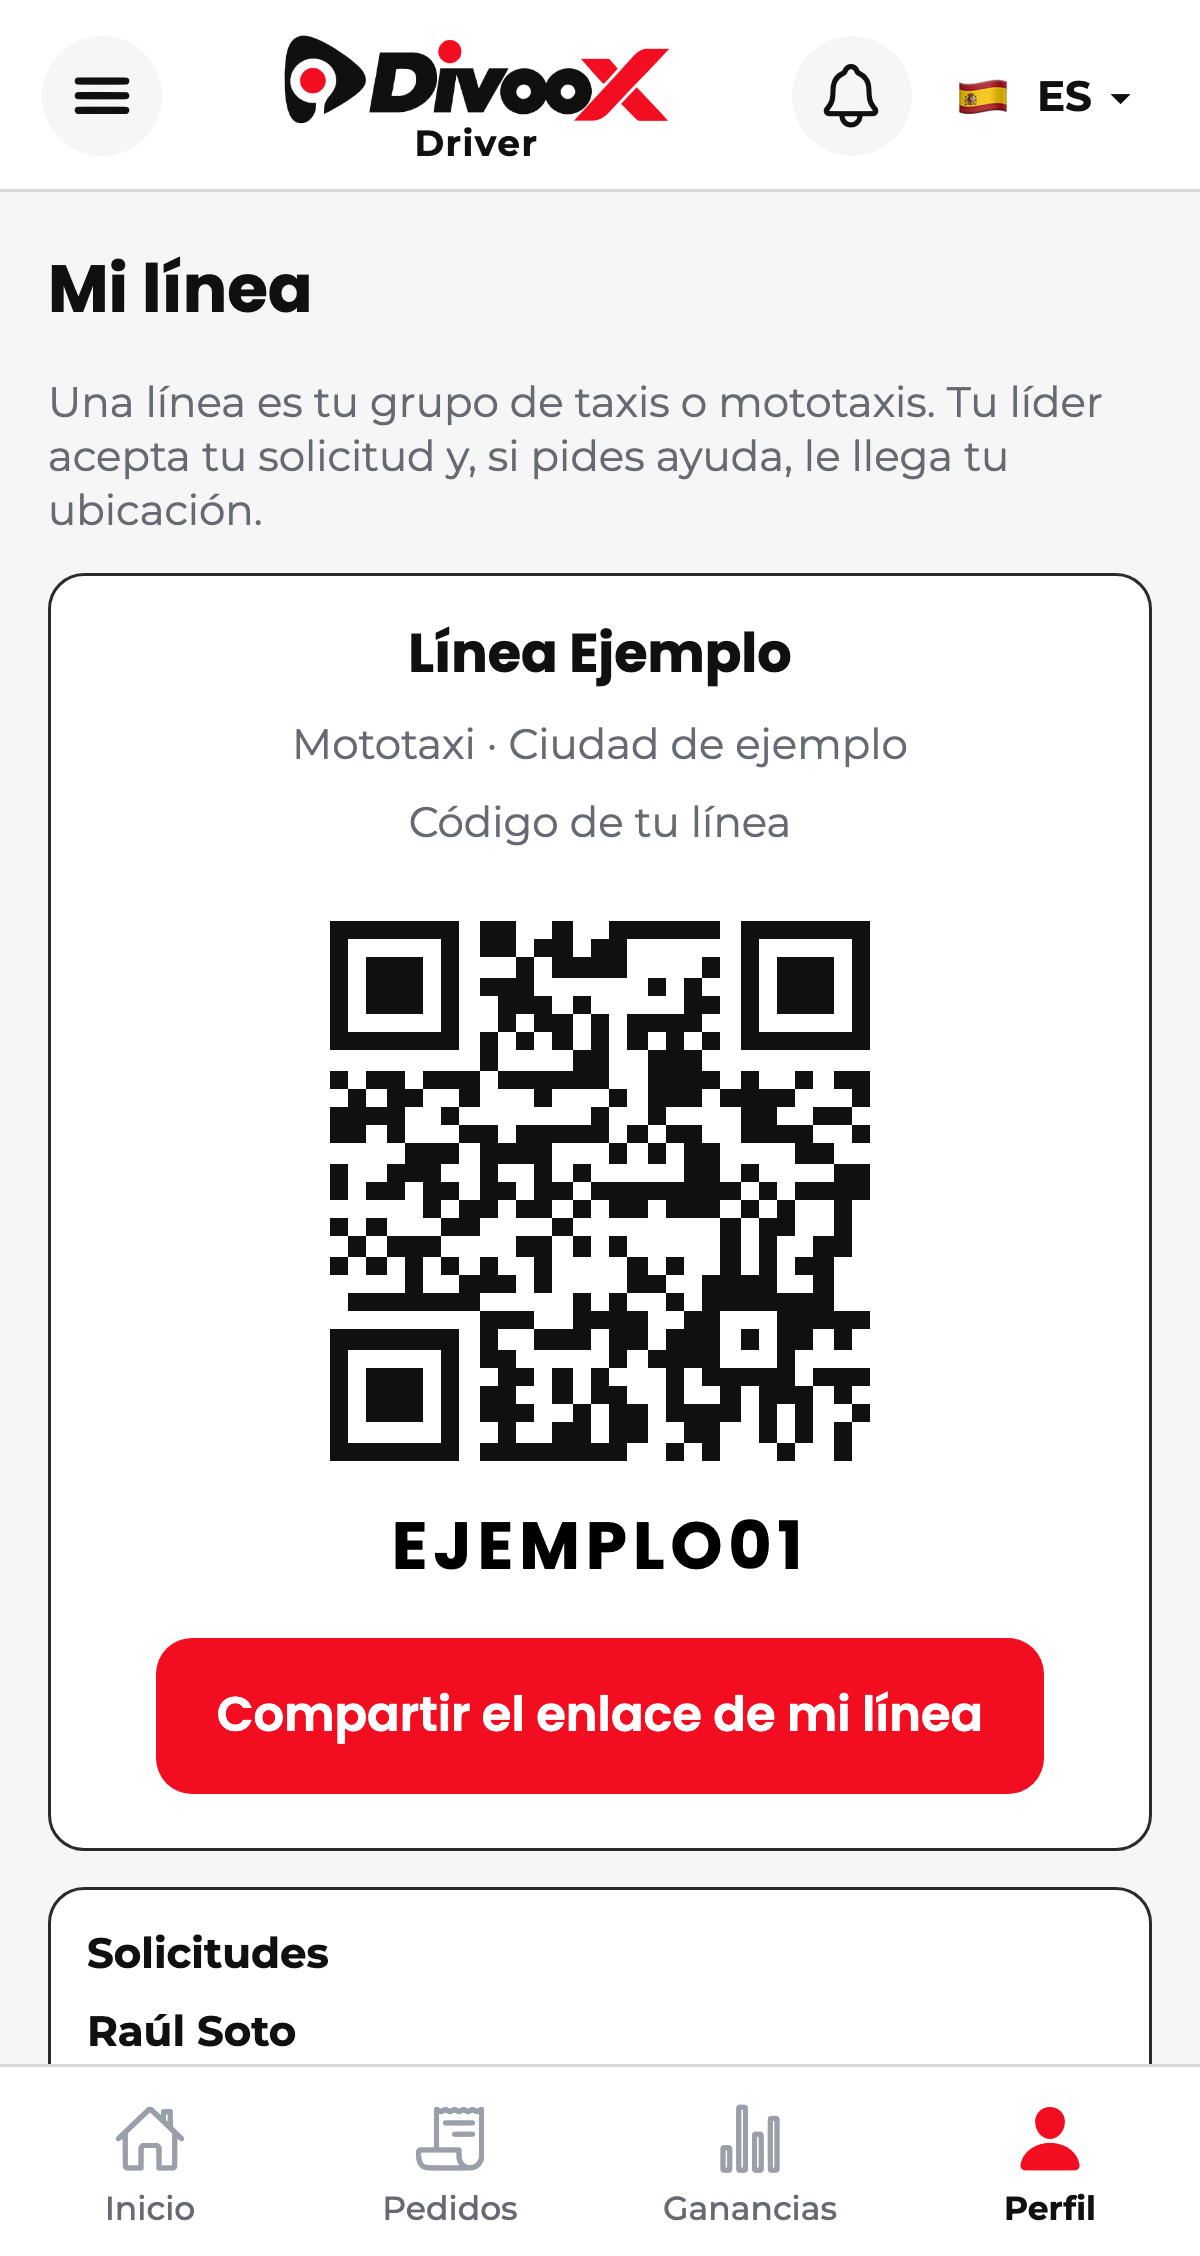 DivooX
Driver
ES
Mi línea
Una línea es tu grupo de taxis o mototaxis. Tu líder
acepta tu solicitud y, si pides ayuda, le llega tu
ubicación.
Línea Ejemplo
Mototaxi · Ciudad de ejemplo
Código de tu línea
EJEMPLO01
Compartir el enlace de mi línea
Solicitudes
Raúl Soto
Inicio
Pedidos
Ganancias
Perfil